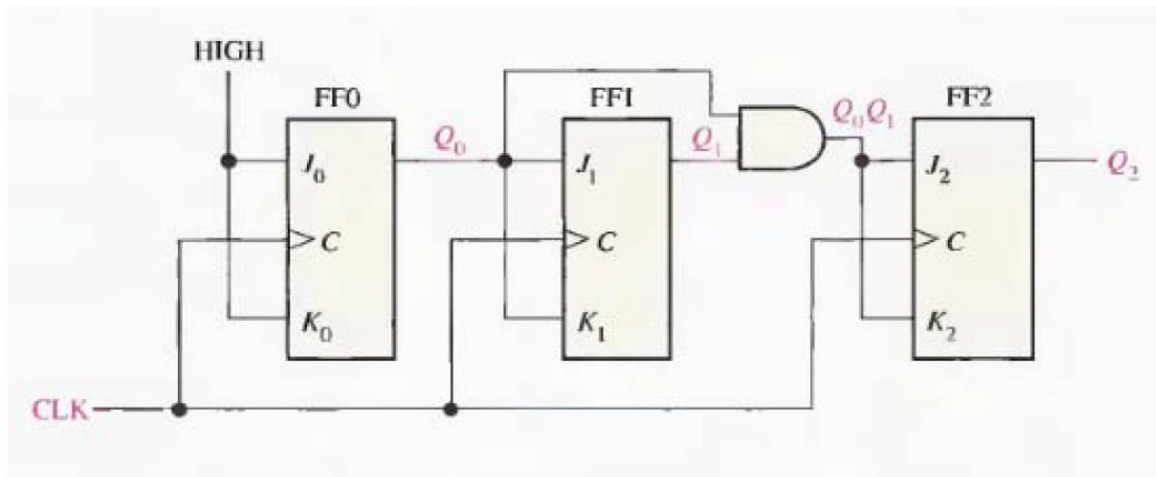 HIGH
FF0
FF1
FF2
Q₀
Q₁
Q₀Q₁
J₀
J₁
J₂
Q₂
C
C
C
K₀
K₁
K₂
CLK